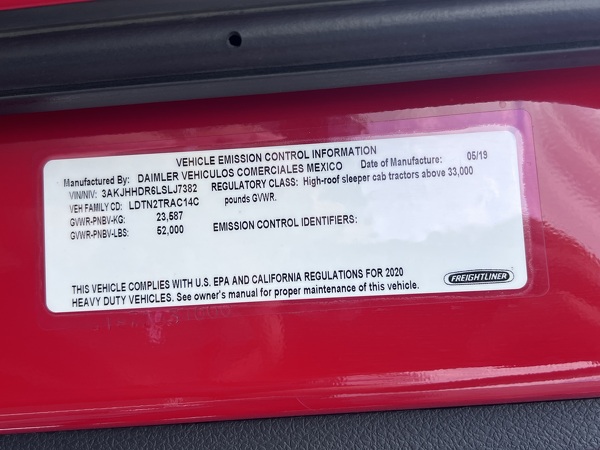 VEHICLE EMISSION CONTROL INFORMATION
Manufactured By: DAIMLER VEHICULOS COMERCIALES MEXICO Date of Manufacture: 05/19
VIN/NIV: 3AKJHHDR6LSLJ7382 REGULATORY CLASS: High-roof sleeper cab tractors above 33,000
VEH FAMILY CD: LDTN2TRAC14C pounds GVWR.
GVWR-PNBV-KG: 23,587
GVWR-PNBV-LBS: 52,000 EMISSION CONTROL IDENTIFIERS:
THIS VEHICLE COMPLIES WITH U.S. EPA AND CALIFORNIA REGULATIONS FOR 2020
HEAVY DUTY VEHICLES. See owner's manual for proper maintenance of this vehicle.
FREIGHTLINER